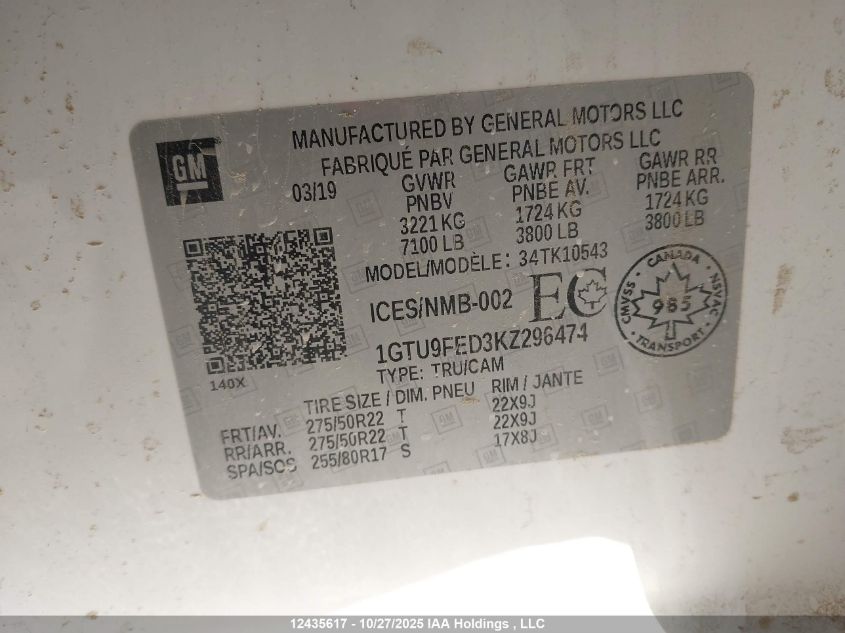 GM
MANUFACTURED BY GENERAL MOTORS LLC
FABRIQUÉ PAR GENERAL MOTORS LLC
03/19
GVWR GAWR FRT GAWR RR
PNBV PNBE AV. PNBE ARR.
3221 KG 1724 KG 1724 KG
7100 LB 3800 LB 3800 LB
MODEL/MODÈLE: 34TK10543
ICES/NMB-002 EC
CANADA
CMVSS 985 NSVAC
TRANSPORT
1GTU9FED3KZ296474
140X
TYPE: TRU/CAM
TIRE SIZE / DIM. PNEU RIM / JANTE
FRT/AV. 275/50R22 T 22X9J
RR/ARR. 275/50R22 T 22X9J
SPA/SOS 255/80R17 S 17X8J
12435617 - 10/27/2025 IAA Holdings , LLC